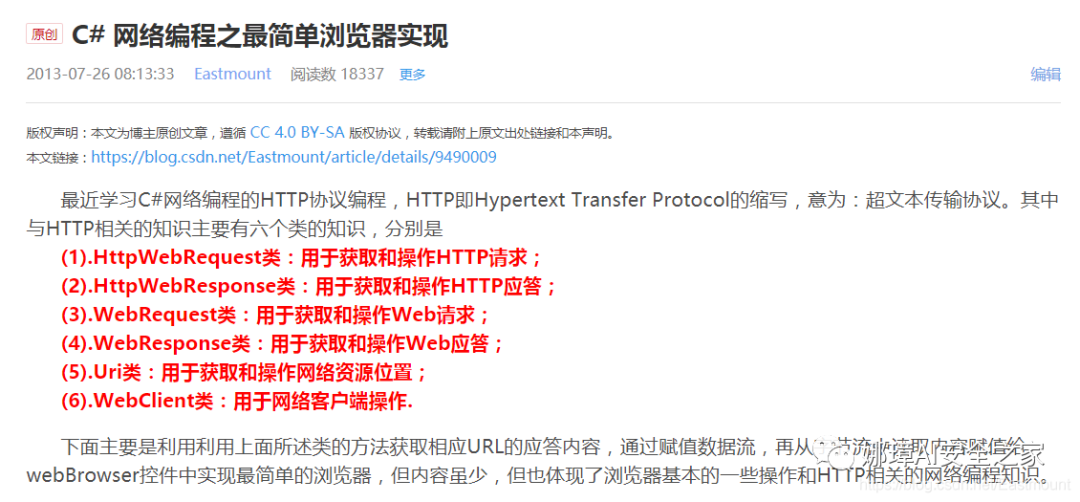 原创 C# 网络编程之最简单浏览器实现
2013-07-26 08:13:33 Eastmount 阅读数 18337 更多 编辑
版权声明：本文为博主原创文章，遵循 CC 4.0 BY-SA 版权协议，转载请附上原文出处链接和本声明。
本文链接：https://blog.csdn.net/Eastmount/article/details/9490009
最近学习C#网络编程的HTTP协议编程，HTTP即Hypertext Transfer Protocol的缩写，意为：超文本传输协议。其中
与HTTP相关的知识主要有六个类的知识，分别是
(1).HttpWebRequest类：用于获取和操作HTTP请求；
(2).HttpWebResponse类：用于获取和操作HTTP应答；
(3).WebRequest类：用于获取和操作Web请求；
(4).WebResponse类：用于获取和操作Web应答；
(5).Uri类：用于获取和操作网络资源位置；
(6).WebClient类：用于网络客户端操作.
下面主要是利用利用上面所述类的方法获取相应URL的应答内容，通过赋值数据流，再从字节流中读取内容赋值给
webBrowser控件中实现最简单的浏览器，但内容虽少，但也体现了浏览器基本的一些操作和HTTP相关的网络编程知识。
娜璋AI安全之家
https://blog.csdn.net/Eastmount